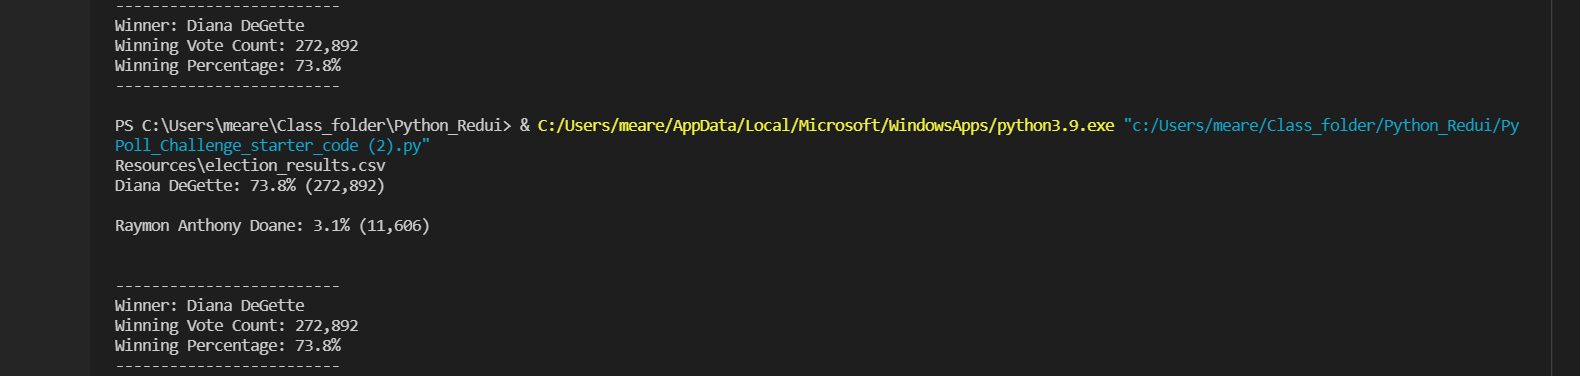 -------------------------
Winner: Diana DeGette
Winning Vote Count: 272,892
Winning Percentage: 73.8%
-------------------------
PS C:\Users\meare\Class_folder\Python_Redui> & C:/Users/meare/AppData/Local/Microsoft/WindowsApps/python3.9.exe "c:/Users/meare/Class_folder/Python_Redui/Py
Poll_Challenge_starter_code (2).py"
Resources\election_results.csv
Diana DeGette: 73.8% (272,892)
Raymon Anthony Doane: 3.1% (11,606)
-------------------------
Winner: Diana DeGette
Winning Vote Count: 272,892
Winning Percentage: 73.8%
-------------------------